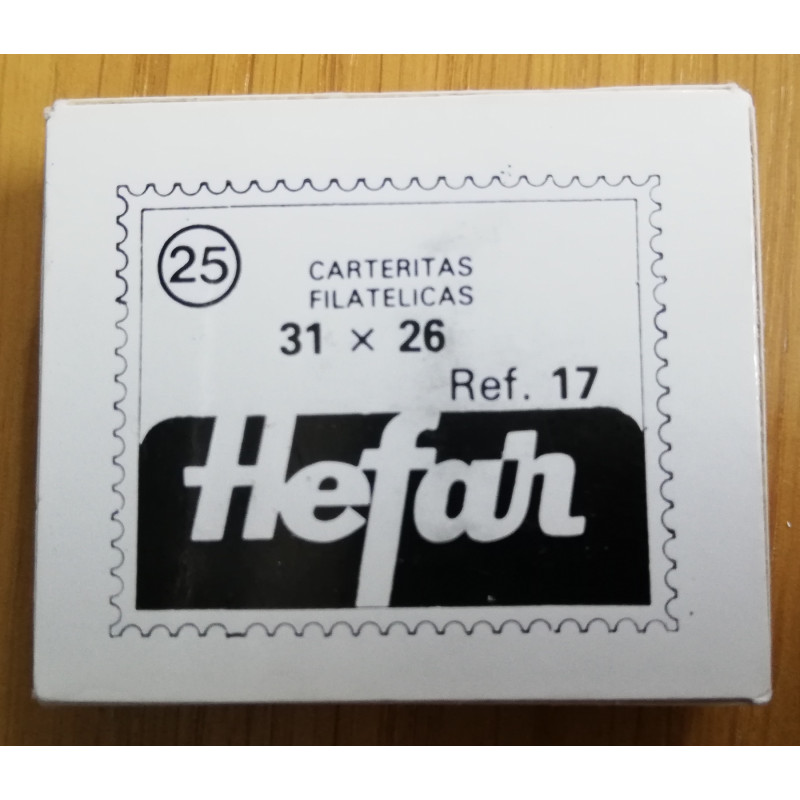 25
CARTERITAS
FILATELICAS
31 × 26
Ref. 17
Hefar